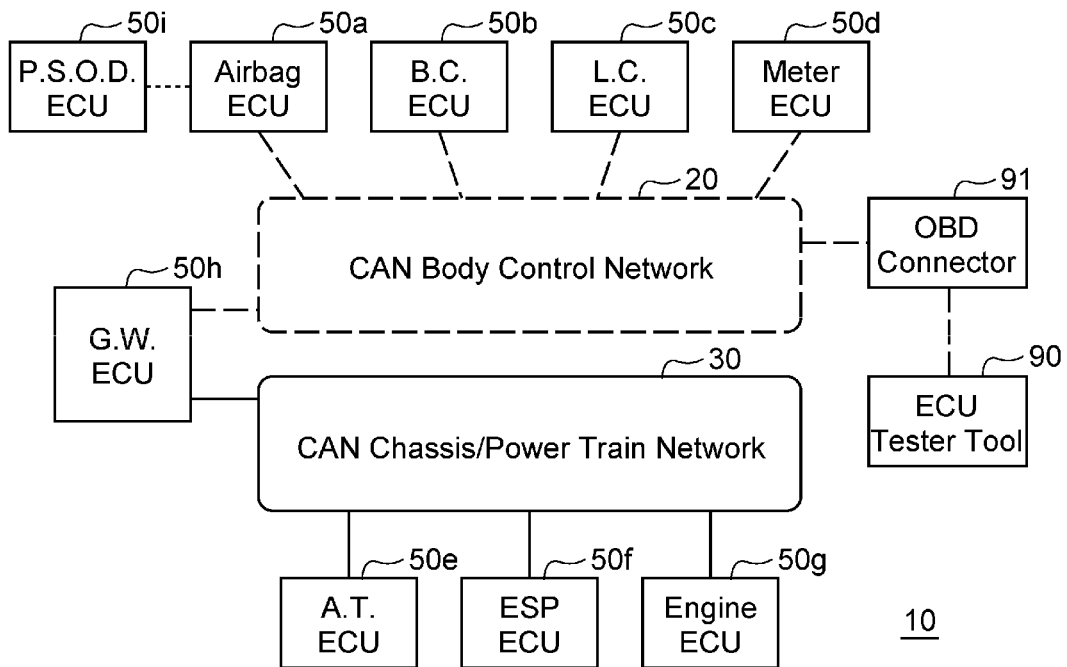 50i
50a
50b
50c
50d
P.S.O.D.
ECU
Airbag
ECU
B.C.
ECU
L.C.
ECU
Meter
ECU
20
91
CAN Body Control Network
OBD
Connector
50h
G.W.
ECU
30
90
CAN Chassis/Power Train Network
ECU
Tester Tool
50e
50f
50g
A.T.
ECU
ESP
ECU
Engine
ECU
10